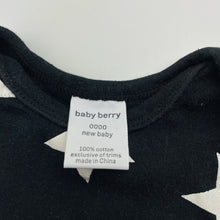 baby berry
0000
new baby
100% cotton
exclusive of trims
made in China